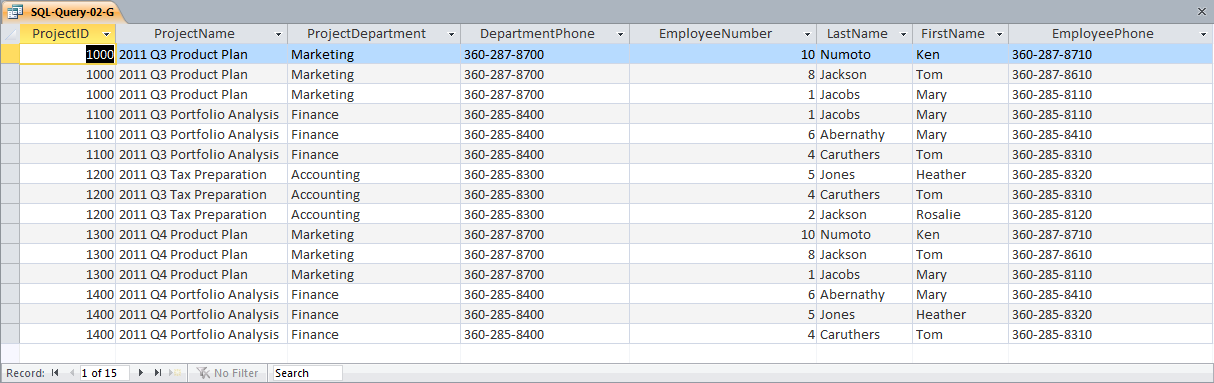 SQL-Query-02-G
ProjectID ProjectName ProjectDepartment DepartmentPhone EmployeeNumber LastName FirstName EmployeePhone
1000 2011 Q3 Product Plan Marketing 360-287-8700 10 Numoto Ken 360-287-8710
1000 2011 Q3 Product Plan Marketing 360-287-8700 8 Jackson Tom 360-287-8610
1000 2011 Q3 Product Plan Marketing 360-287-8700 1 Jacobs Mary 360-285-8110
1100 2011 Q3 Portfolio Analysis Finance 360-285-8400 1 Jacobs Mary 360-285-8110
1100 2011 Q3 Portfolio Analysis Finance 360-285-8400 6 Abernathy Mary 360-285-8410
1100 2011 Q3 Portfolio Analysis Finance 360-285-8400 4 Caruthers Tom 360-285-8310
1200 2011 Q3 Tax Preparation Accounting 360-285-8300 5 Jones Heather 360-285-8320
1200 2011 Q3 Tax Preparation Accounting 360-285-8300 4 Caruthers Tom 360-285-8310
1200 2011 Q3 Tax Preparation Accounting 360-285-8300 2 Jackson Rosalie 360-285-8120
1300 2011 Q4 Product Plan Marketing 360-287-8700 10 Numoto Ken 360-287-8710
1300 2011 Q4 Product Plan Marketing 360-287-8700 8 Jackson Tom 360-287-8610
1300 2011 Q4 Product Plan Marketing 360-287-8700 1 Jacobs Mary 360-285-8110
1400 2011 Q4 Portfolio Analysis Finance 360-285-8400 6 Abernathy Mary 360-285-8410
1400 2011 Q4 Portfolio Analysis Finance 360-285-8400 5 Jones Heather 360-285-8320
1400 2011 Q4 Portfolio Analysis Finance 360-285-8400 4 Caruthers Tom 360-285-8310
Record: 1 of 15 No Filter Search